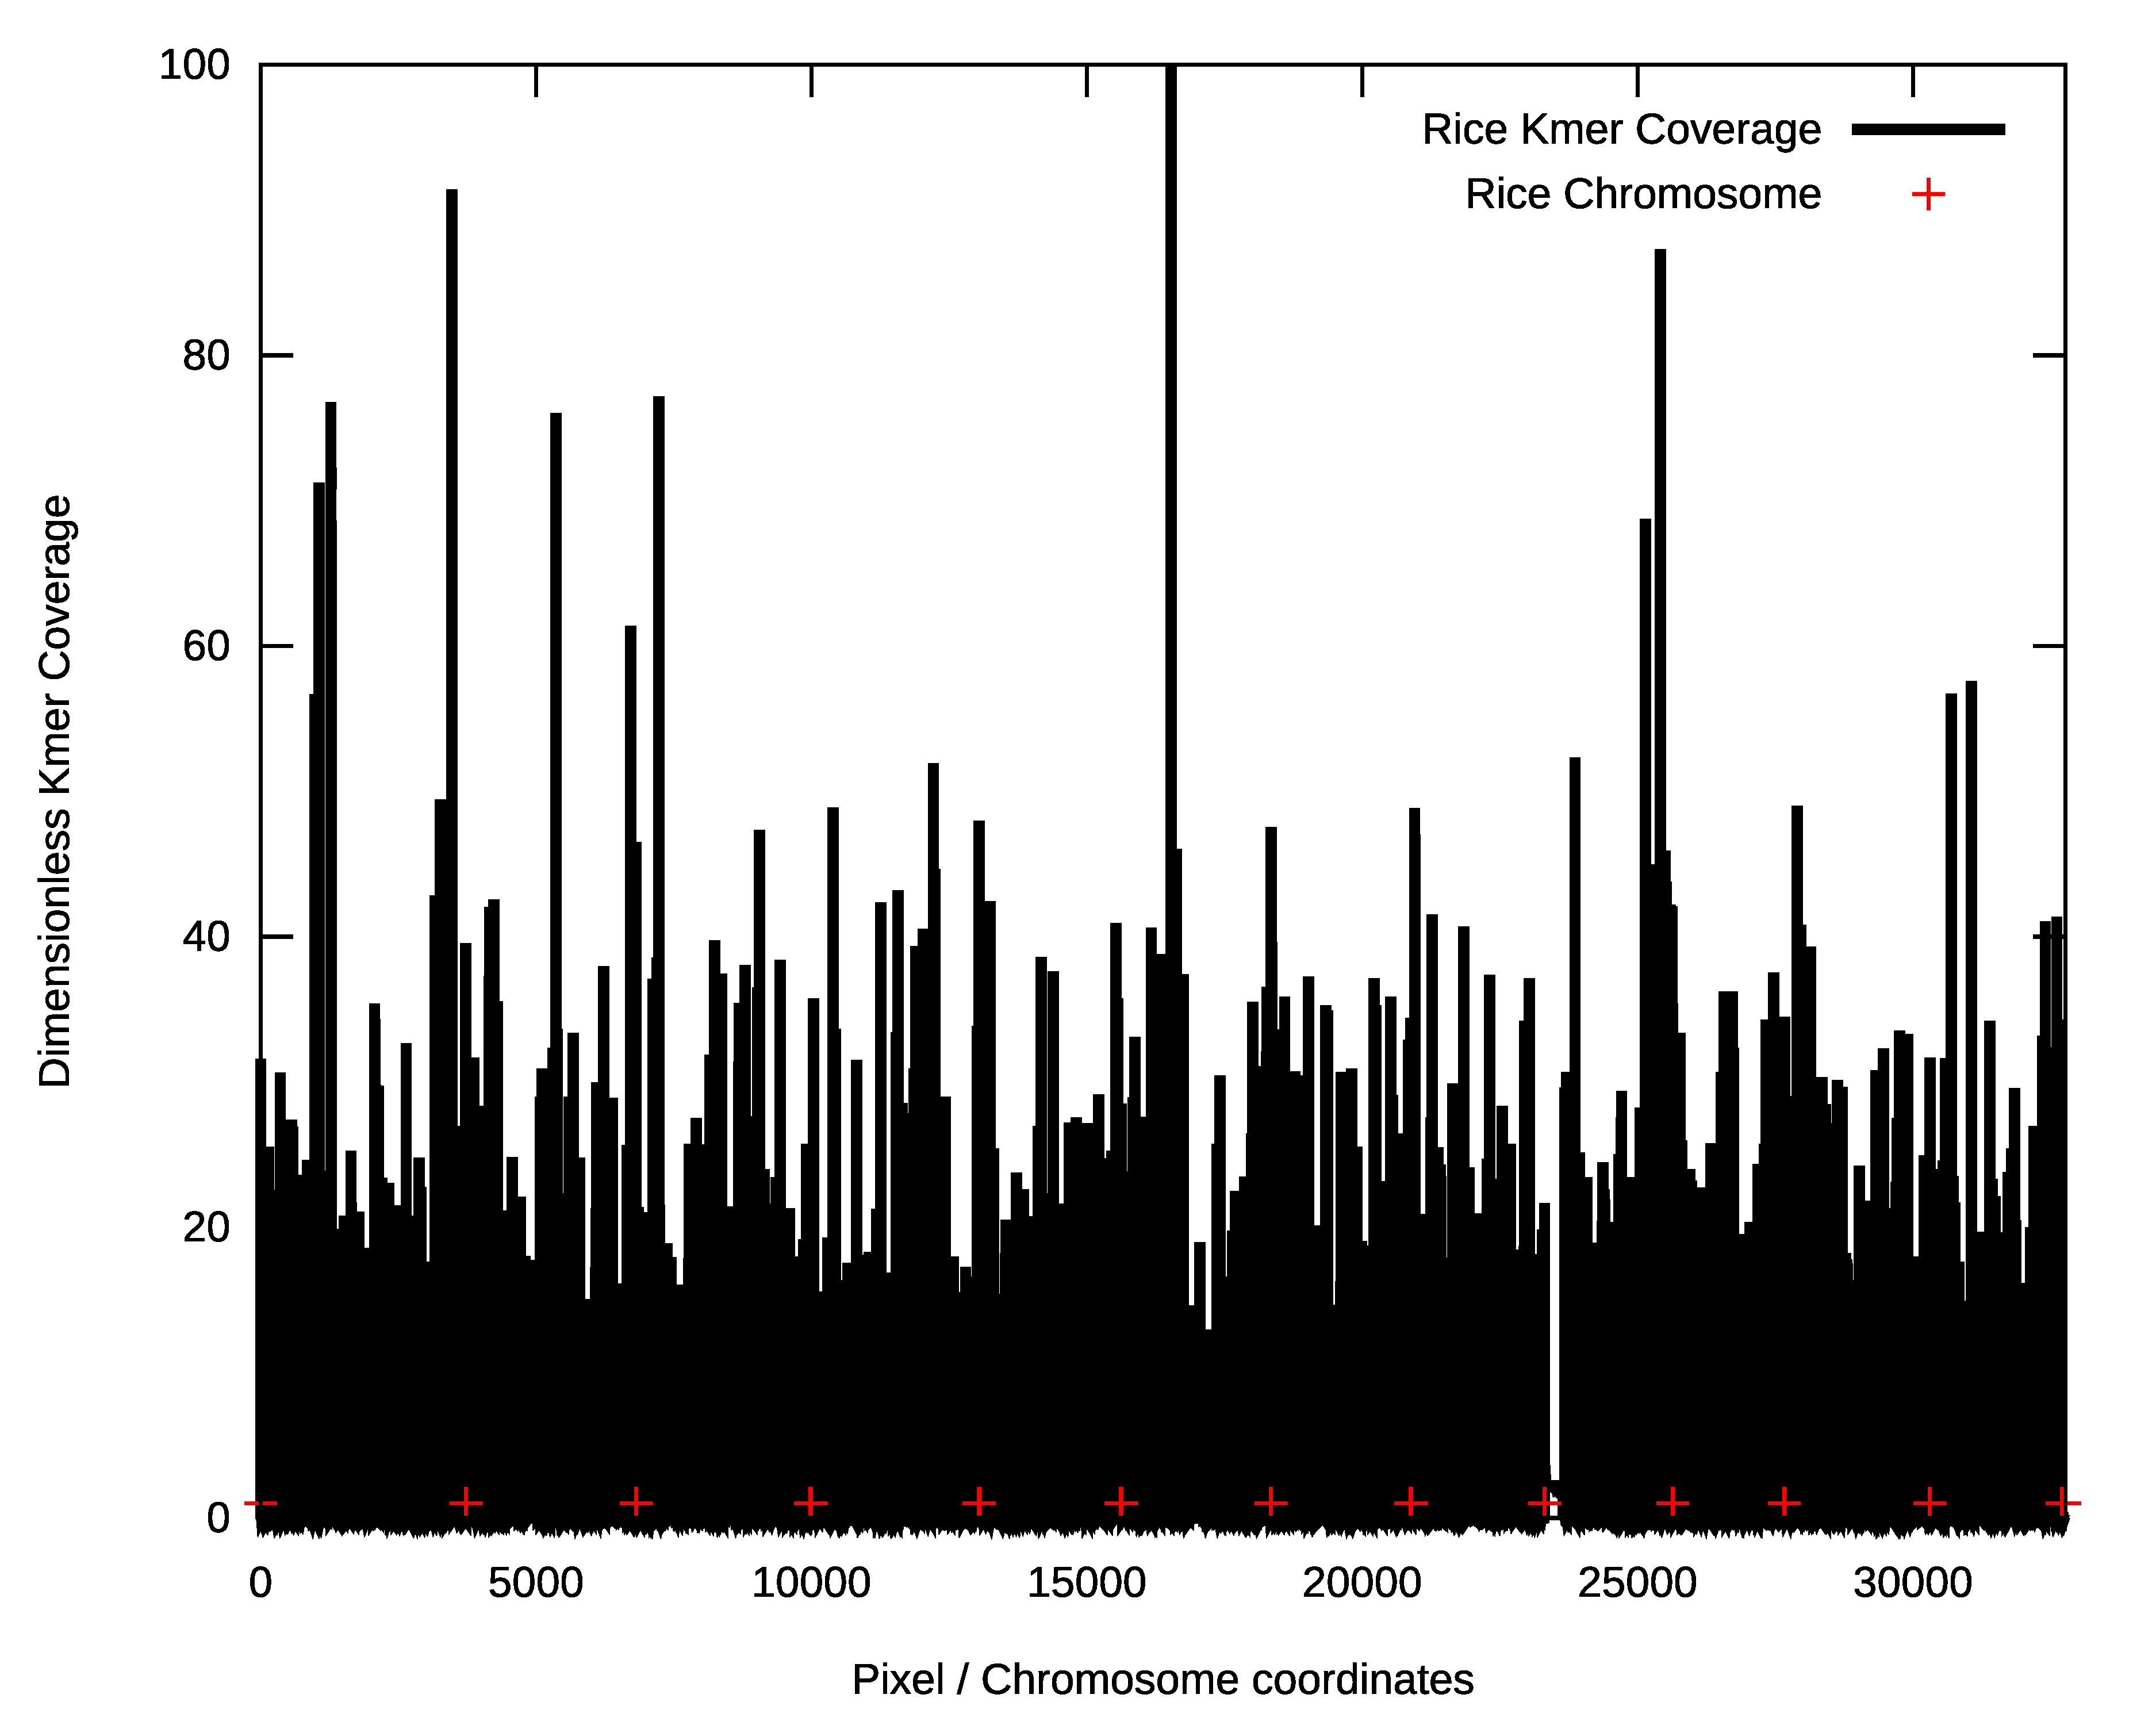 100
80
60
40
20
0
0 5000 10000 15000 20000 25000 30000
Dimensionless Kmer Coverage
Pixel / Chromosome coordinates
Rice Kmer Coverage
Rice Chromosome